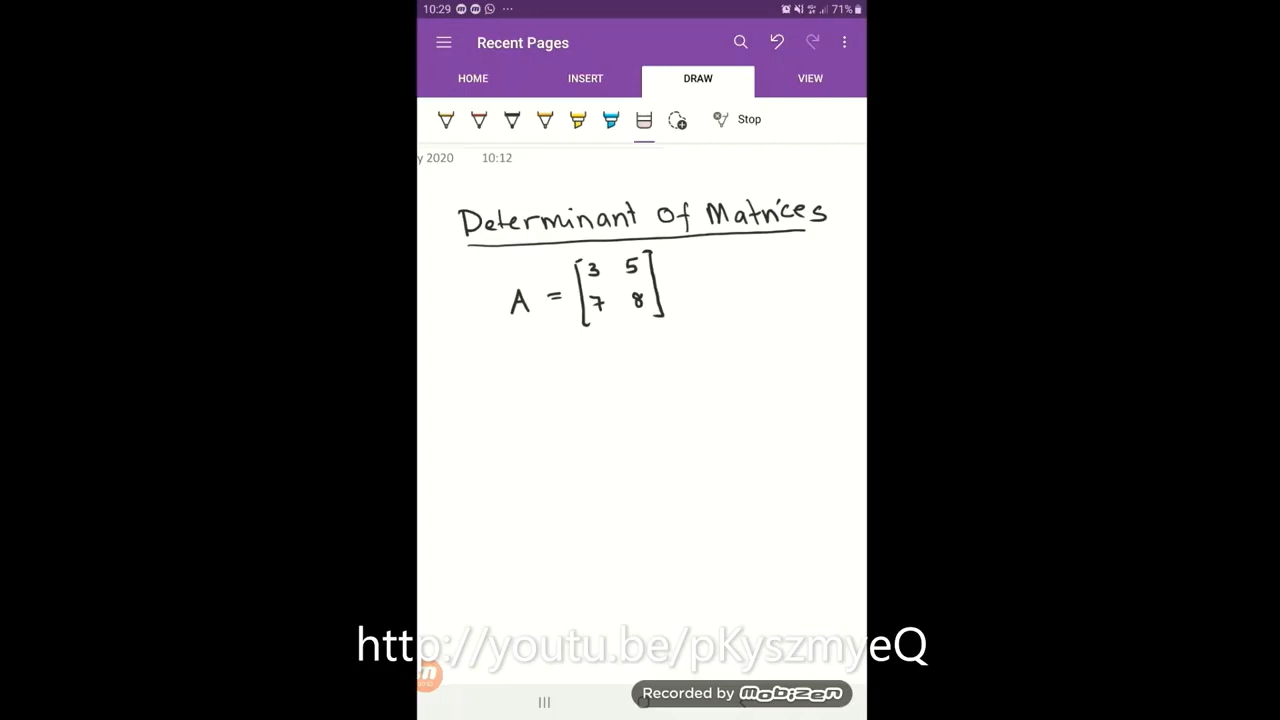 10:29 ... 71%
Recent Pages
HOME INSERT DRAW VIEW
Stop
y 2020 10:12
Determinant of Matrices
A = [3 5
7 8]
http://youtu.be/pKyszmyeQ
Recorded by MOBIZEN